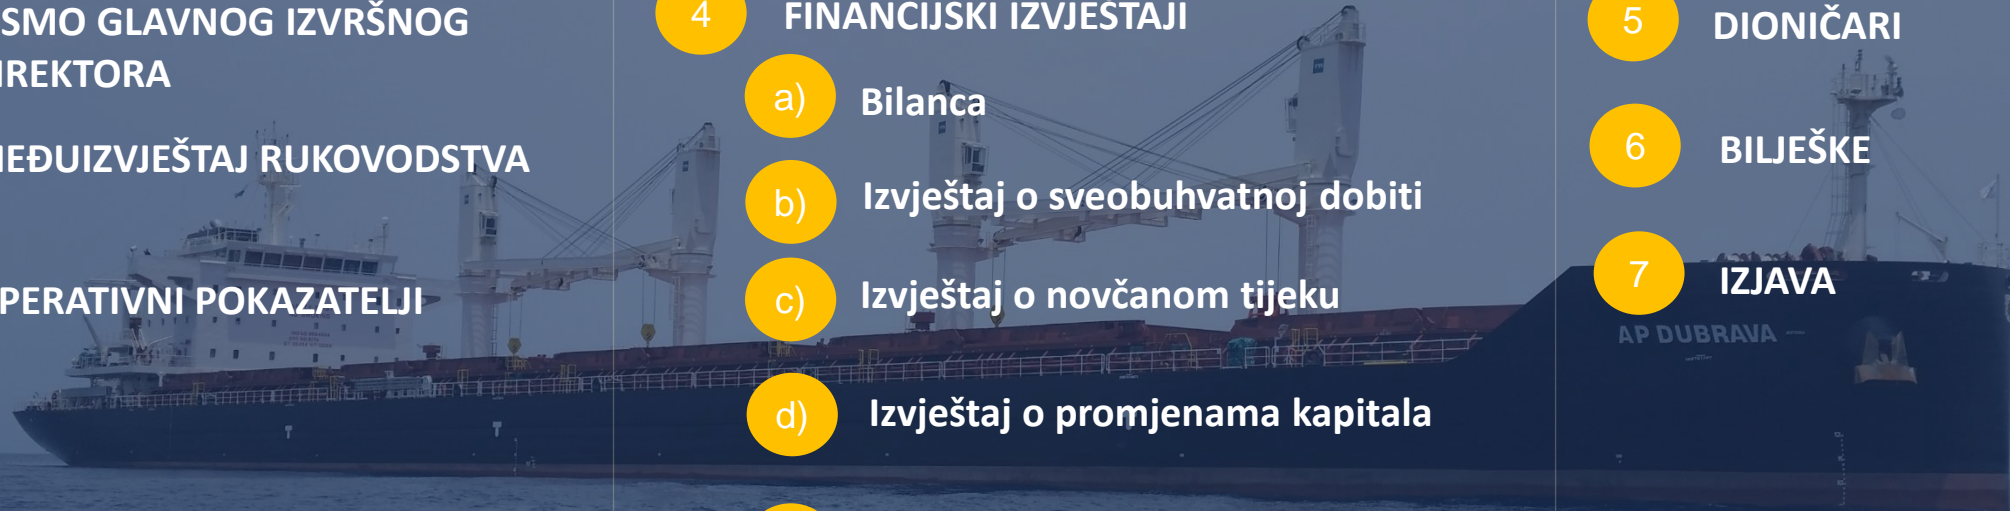 SMO GLAVNOG IZVRŠNOG
IREKTORA
IEĐUIZVJEŠTAJ RUKOVODSTVA
PERATIVNI POKAZATELJI
4 FINANCIJSKI IZVJEŠTAJI
a) Bilanca
b) Izvještaj o sveobuhvatnoj dobiti
c) Izvještaj o novčanom tijeku
d) Izvještaj o promjenama kapitala
5 DIONIČARI
6 BILJEŠKE
7 IZJAVA
AP DUBRAVA